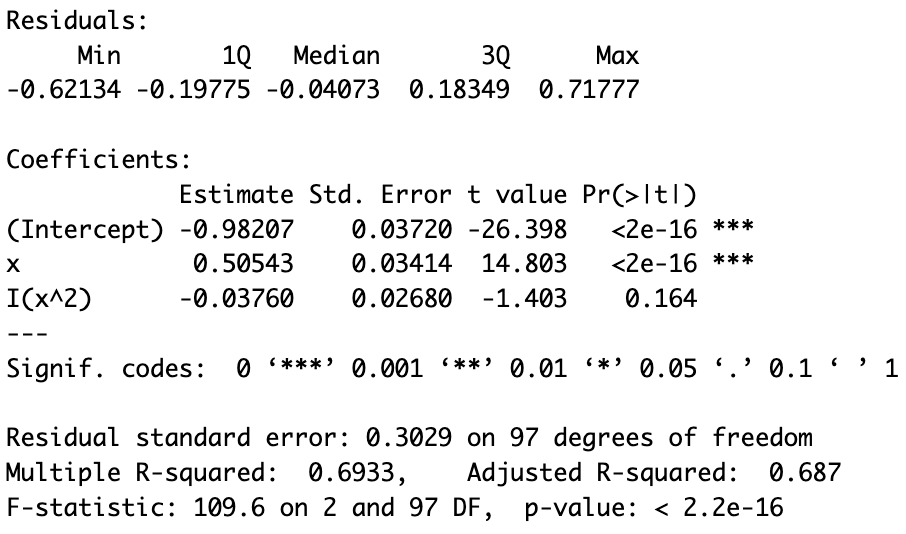 Residuals:
     Min       1Q   Median       3Q      Max
-0.62134 -0.19775 -0.04073  0.18349  0.71777

Coefficients:
            Estimate Std. Error t value Pr(>|t|)
(Intercept) -0.98207    0.03720 -26.398   <2e-16 ***
x            0.50543    0.03414  14.803   <2e-16 ***
I(x^2)      -0.03760    0.02680  -1.403    0.164
---
Signif. codes:  0 ‘***’ 0.001 ‘**’ 0.01 ‘*’ 0.05 ‘.’ 0.1 ‘ ’ 1

Residual standard error: 0.3029 on 97 degrees of freedom
Multiple R-squared:  0.6933,    Adjusted R-squared:  0.687
F-statistic: 109.6 on 2 and 97 DF,  p-value: < 2.2e-16